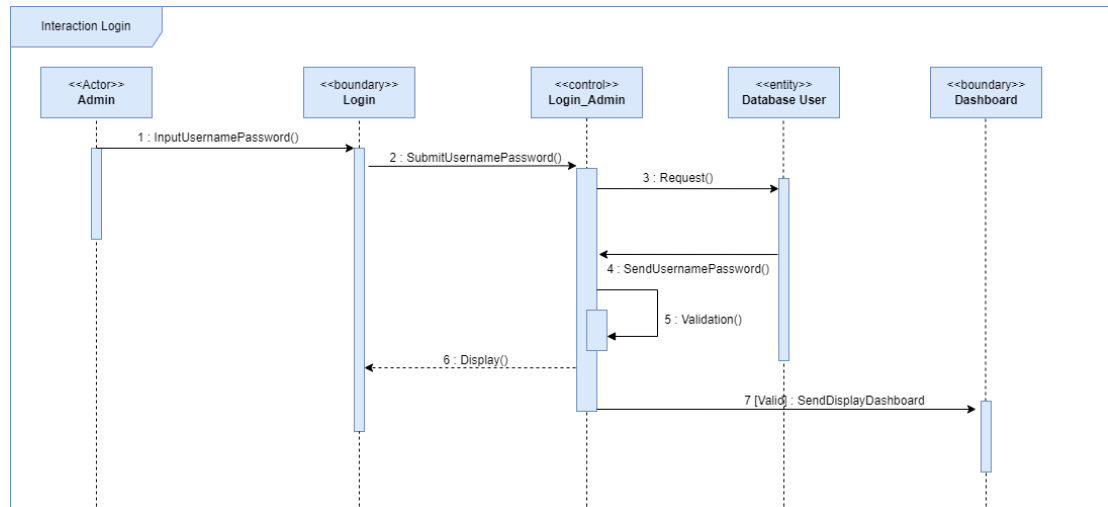 Interaction Login
<<Actor>>
Admin
<<boundary>>
Login
<<control>>
Login_Admin
<<entity>>
Database User
<<boundary>>
Dashboard
1 : InputUsernamePassword()
2 : SubmitUsernamePassword()
3 : Request()
4 : SendUsernamePassword()
5 : Validation()
6 : Display()
7 [Valid] : SendDisplayDashboard